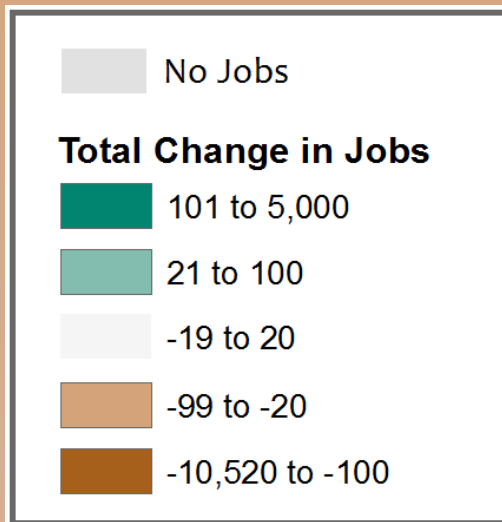 No Jobs
Total Change in Jobs
101 to 5,000
21 to 100
-19 to 20
-99 to -20
-10,520 to -100